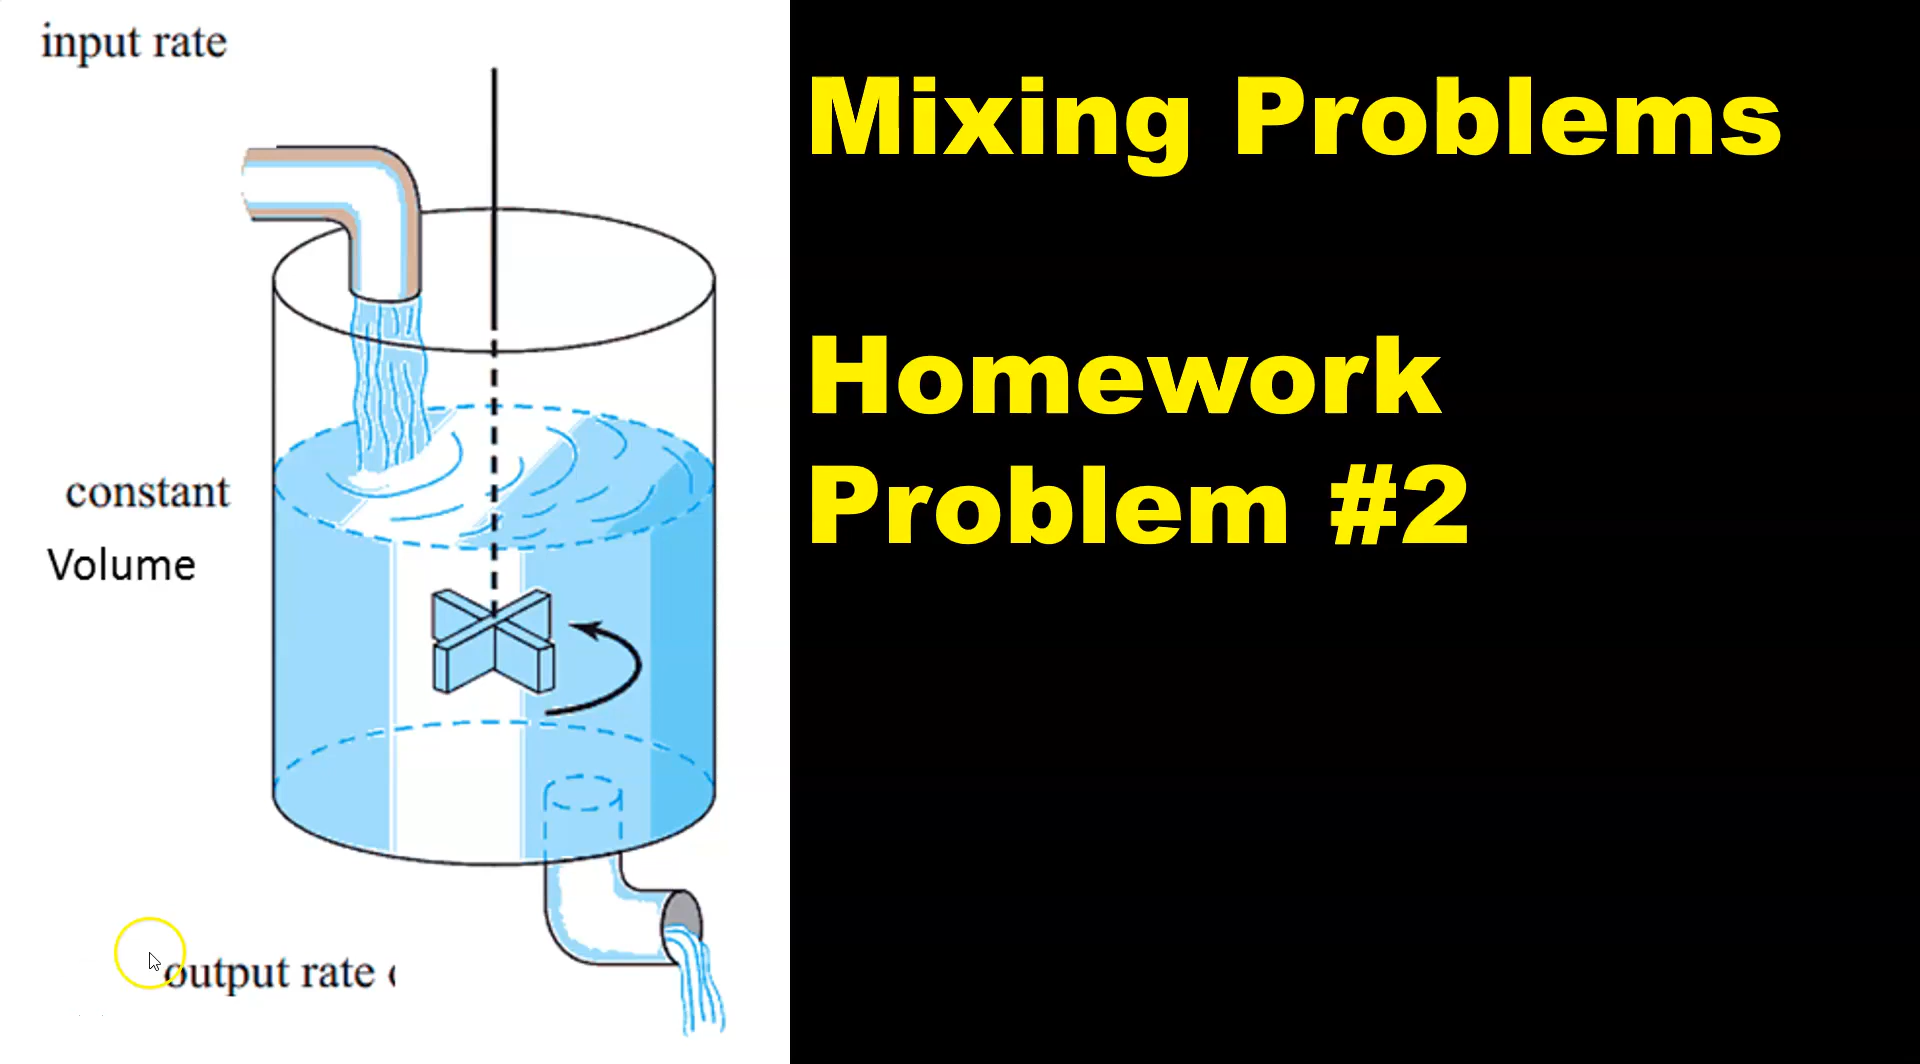 input rate
Mixing Problems
Homework
Problem #2
constant
Volume
output rate